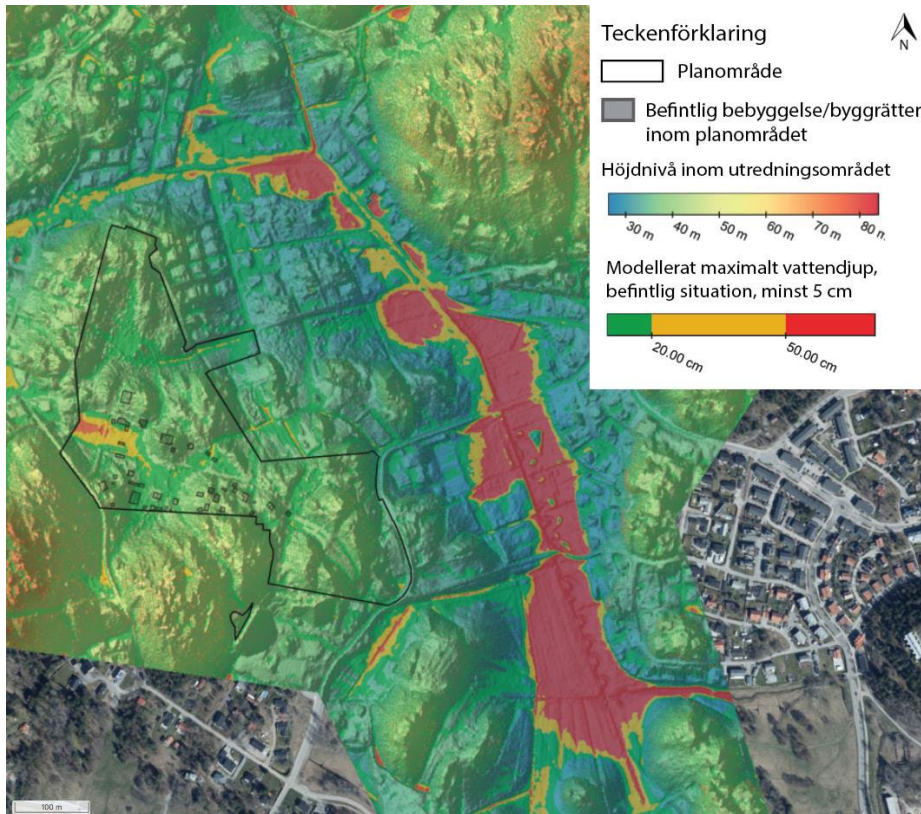 Teckenförklaring
N
Planområde
Befintlig bebyggelse/byggrätter
inom planområdet
Höjdnivå inom utredningsområdet
30 m 40 m 50 m 60 m 70 m 80 m
Modellerat maximalt vattendjup,
befintlig situation, minst 5 cm
20.00 cm 50.00 cm
100 m